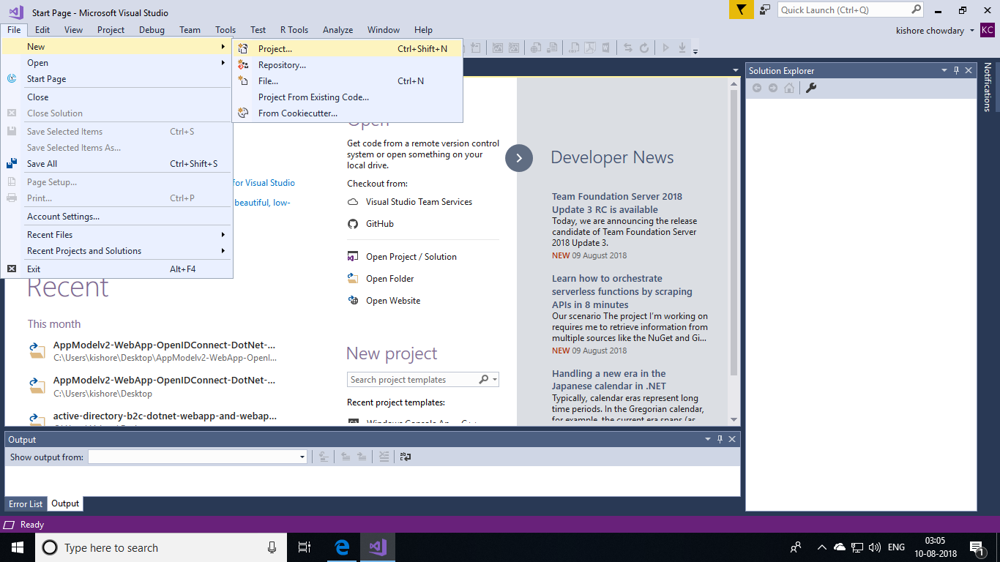 Start Page - Microsoft Visual Studio
Quick Launch (Ctrl+Q)
File Edit View Project Debug Team Tools Test R Tools Analyze Window Help
kishore chowdary KC
New
Open
Start Page
Close
Close Solution
Save Selected Items Ctrl+S
Save Selected Items As...
Save All Ctrl+Shift+S
Page Setup...
Print... Ctrl+P
Account Settings...
Recent Files
Recent Projects and Solutions
Exit Alt+F4
Project... Ctrl+Shift+N
Repository...
File... Ctrl+N
Project From Existing Code...
From Cookiecutter...
for Visual Studio
beautiful, low-
Recent
This month
AppModelv2-WebApp-OpenIDConnect-DotNet-...
C:\Users\kishore\Desktop\AppModelv2-WebApp-OpenI...
AppModelv2-WebApp-OpenIDConnect-DotNet-...
C:\Users\kishore\Desktop
active-directory-b2c-dotnet-webapp-and-webap...
Open
Get code from a remote version control
system or open something on your
local drive.
Checkout from:
Visual Studio Team Services
GitHub
Open Project / Solution
Open Folder
Open Website
New project
Search project templates
Recent project templates:
Developer News
Team Foundation Server 2018
Update 3 RC is available
Today, we are announcing the release
candidate of Team Foundation Server
2018 Update 3.
NEW 09 August 2018
Learn how to orchestrate
serverless functions by scraping
APIs in 8 minutes
Our scenario The project I'm working on
requires me to retrieve information from
multiple sources like the NuGet and Gi...
NEW 09 August 2018
Handling a new era in the
Japanese calendar in .NET
Typically, calendar eras represent long
time periods. In the Gregorian calendar,
for example, the current era spans (as
Solution Explorer
Notifications
Output
Show output from:
Error List Output
Ready
Type here to search
ENG
03:05
10-08-2018
1